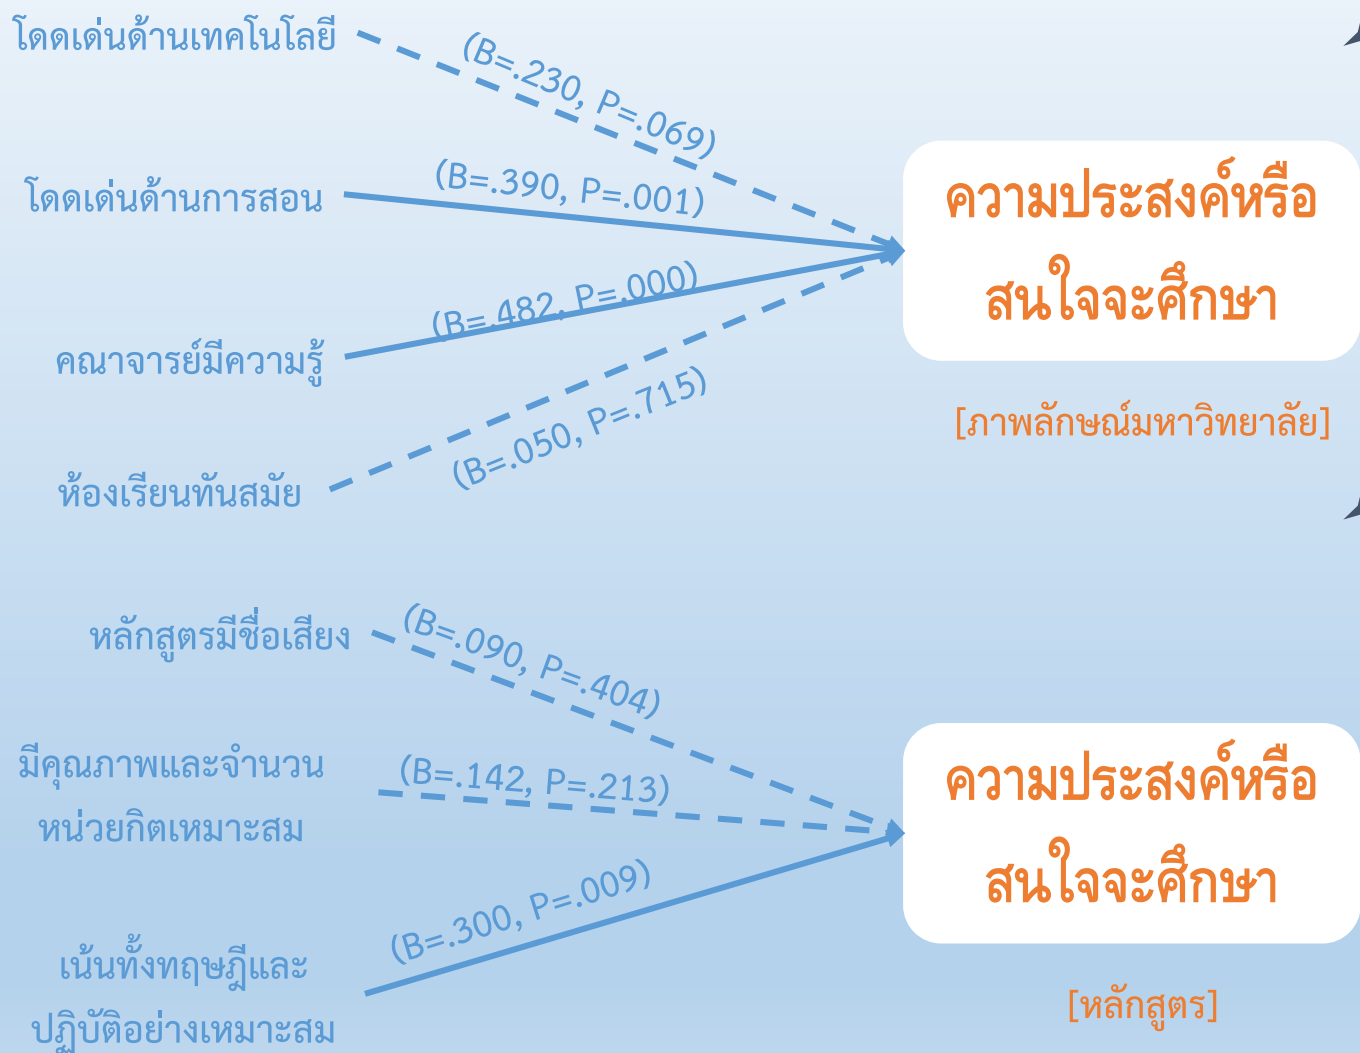 โดดเด่นด้านเทคโนโลยี
(B=.230, P=.069)
โดดเด่นด้านการสอน
(B=.390, P=.001)
คณาจารย์มีความรู้
(B=.482, P=.000)
ห้องเรียนทันสมัย
(B=.050, P=.715)
ความประสงค์หรือ
สนใจจะศึกษา
[ภาพลักษณ์มหาวิทยาลัย]
หลักสูตรมีชื่อเสียง
(B=.090, P=.404)
มีคุณภาพและจำนวน
หน่วยกิตเหมาะสม
(B=.142, P=.213)
เน้นทั้งทฤษฎีและ
ปฏิบัติอย่างเหมาะสม
(B=.300, P=.009)
ความประสงค์หรือ
สนใจจะศึกษา
[หลักสูตร]